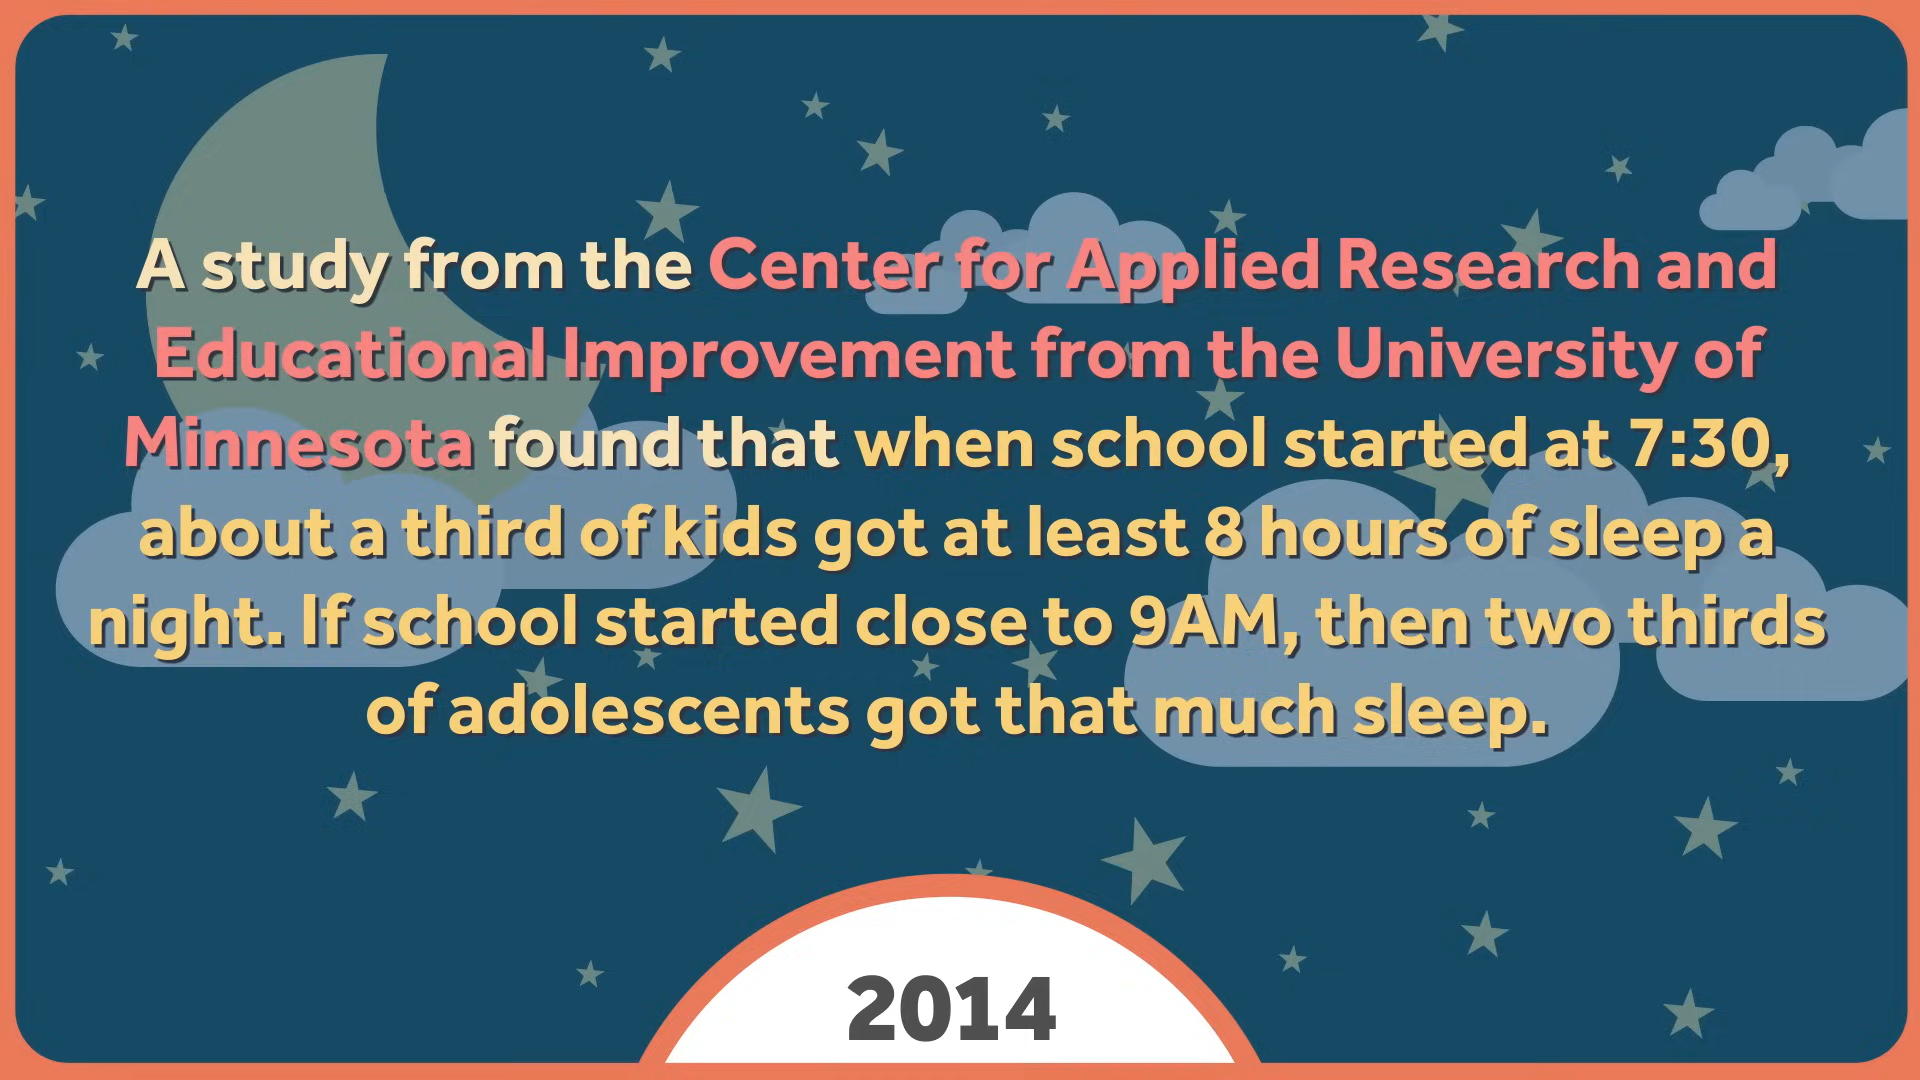 A study from the Center for Applied Research and
Educational Improvement from the University of
Minnesota found that when school started at 7:30,
about a third of kids got at least 8 hours of sleep a
night. If school started close to 9AM, then two thirds
of adolescents got that much sleep.
2014